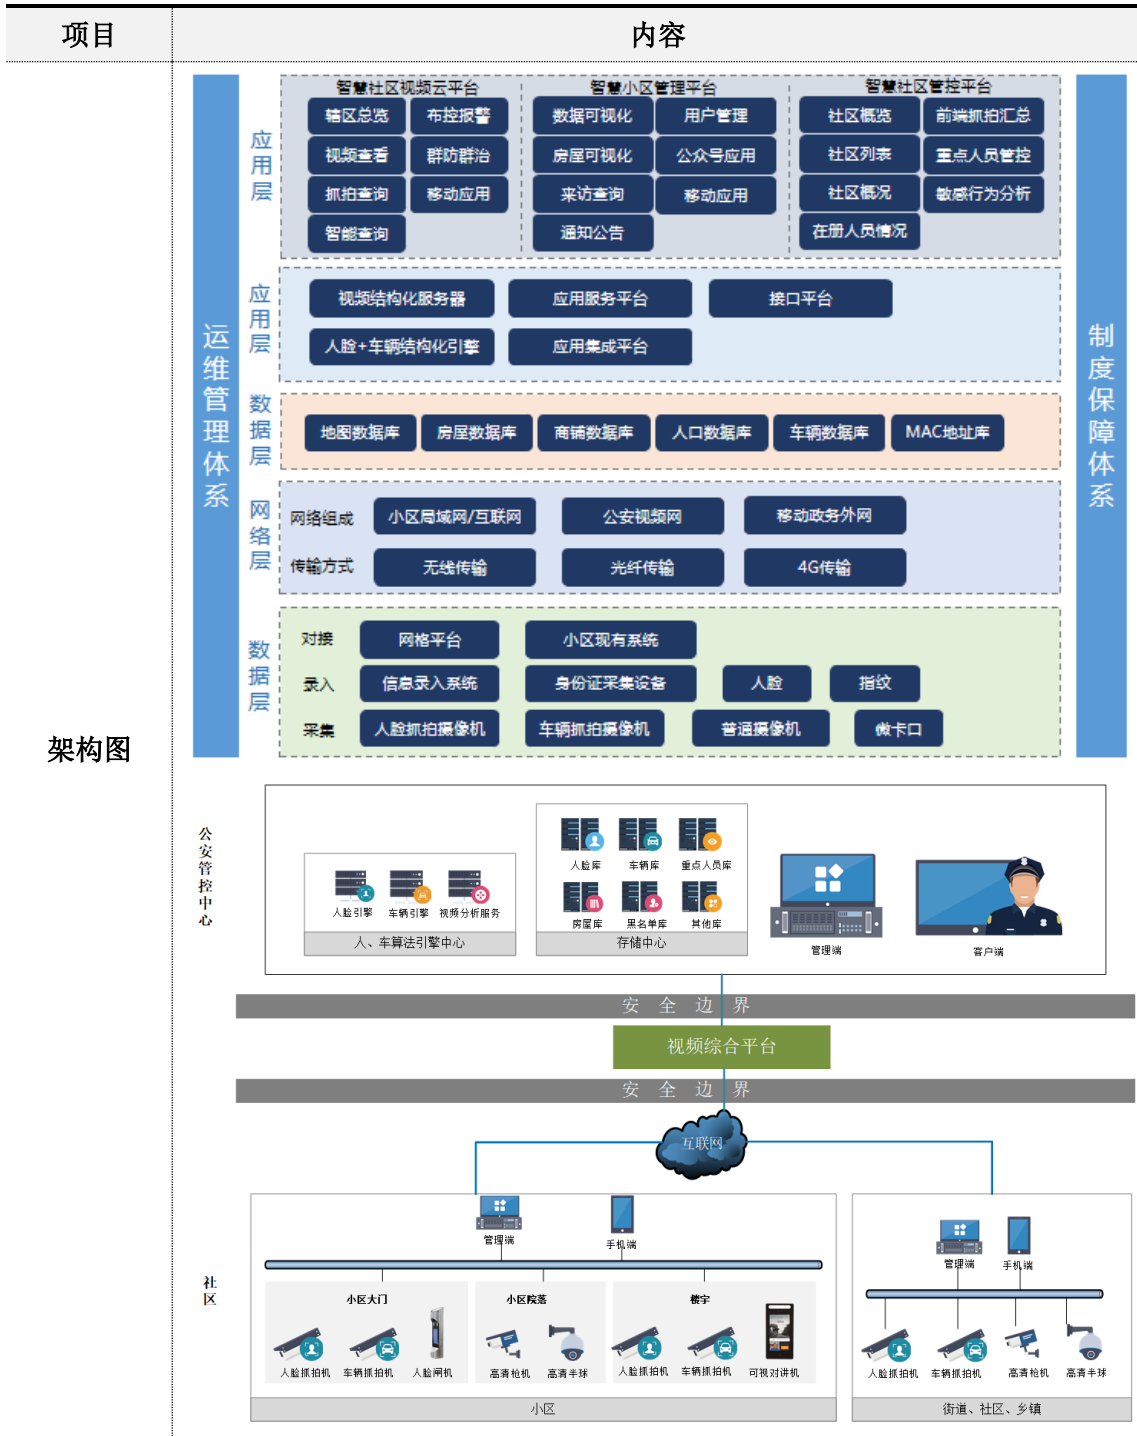 项目
内容
架构图
运维管理体系
制度保障体系
应用层
智慧社区视频云平台
智慧小区管理平台
智慧社区管控平台
辖区总览 布控报警 数据可视化 用户管理 社区概览 前端抓拍汇总
视频查看 群防群治 房屋可视化 公众号应用 社区列表 重点人员管控
抓拍查询 移动应用 来访查询 移动应用 社区概况 敏感行为分析
智能查询 通知公告 在册人员情况
应用层
视频结构化服务器 应用服务平台 接口平台
人脸+车辆结构化引擎 应用集成平台
数据层
地图数据库 房屋数据库 商铺数据库 人口数据库 车辆数据库 MAC地址库
网络层
网络组成 小区局域网/互联网 公安视频网 移动政务外网
传输方式 无线传输 光纤传输 4G传输
数据层
对接 网格平台 小区现有系统
录入 信息录入系统 身份证采集设备 人脸 指纹
采集 人脸抓拍摄像机 车辆抓拍摄像机 普通摄像机 微卡口
公安管控中心
人脸库 车辆库 重点人员库
人脸引擎 车辆引擎 视频分析服务
房屋库 黑名单库 其他库
人、车算法引擎中心
存储中心
管理端
客户端
安全边界
视频综合平台
安全边界
互联网
社区
管理端
手机端
小区大门 小区院落 楼宇
人脸抓拍机 车辆抓拍机 人脸闸机 高清枪机 高清半球 人脸抓拍机 车辆抓拍机 可视对讲机
小区
管理端
手机端
人脸抓拍机 车辆抓拍机 高清枪机 高清半球
街道、社区、乡镇